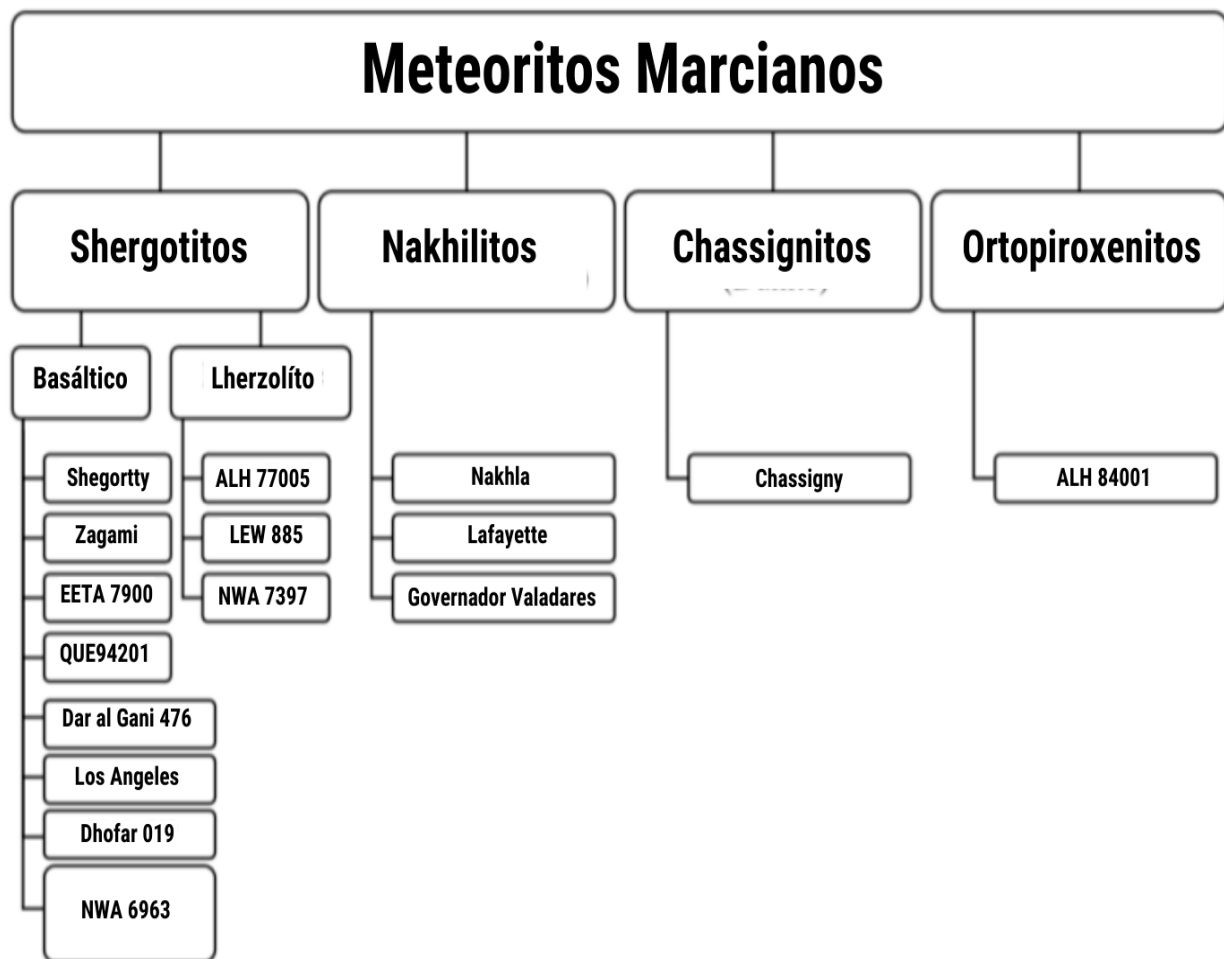 Meteoritos Marcianos
Shergotitos
Nakhilitos
Chassignitos
Ortopiroxenitos
Basáltico
Lherzolíto
Shegortty
ALH 77005
Nakhla
Chassigny
ALH 84001
Zagami
LEW 885
Lafayette
EETA 7900
NWA 7397
Governador Valadares
QUE94201
Dar al Gani 476
Los Angeles
Dhofar 019
NWA 6963